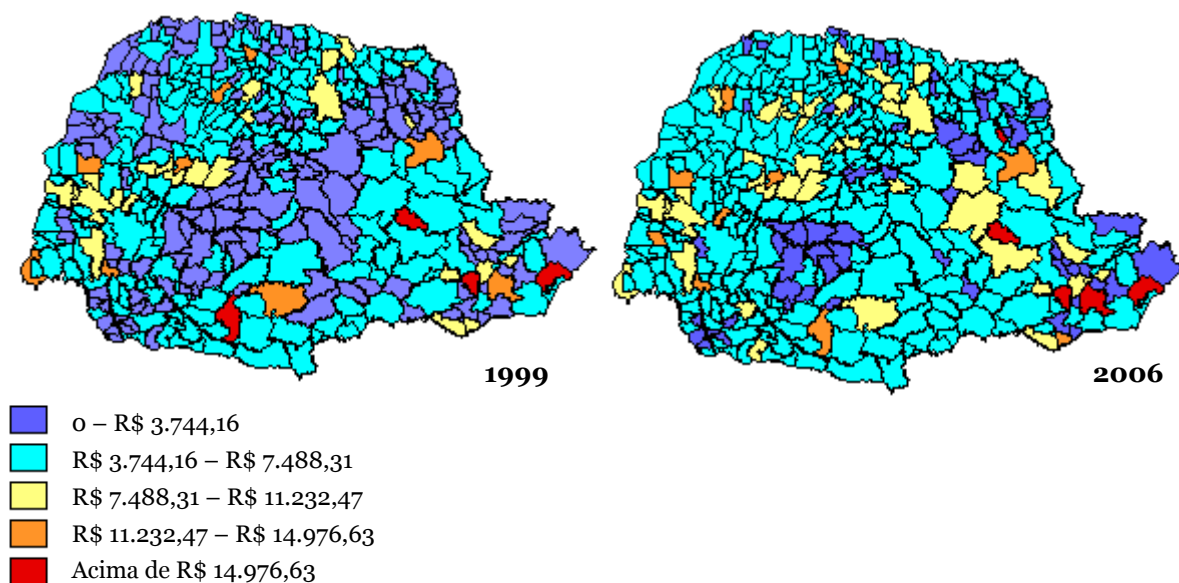 1999
2006
0 – R$ 3.744,16
R$ 3.744,16 – R$ 7.488,31
R$ 7.488,31 – R$ 11.232,47
R$ 11.232,47 – R$ 14.976,63
Acima de R$ 14.976,63